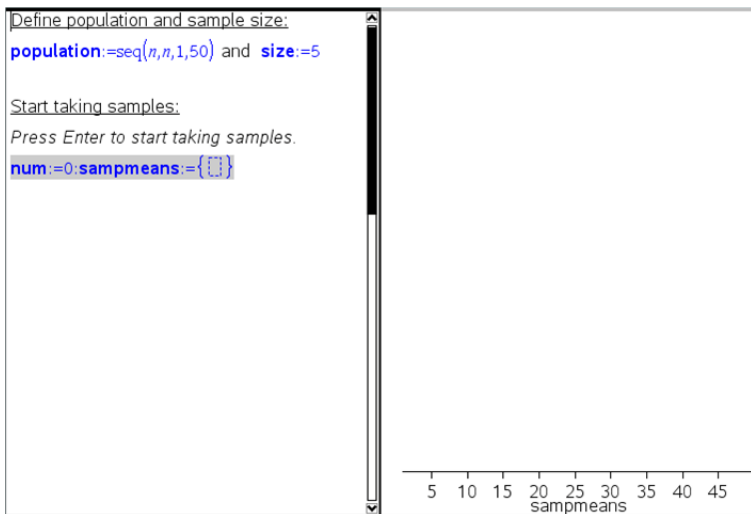 Define population and sample size:
population:=seq(n,n,1,50) and size:=5
Start taking samples:
Press Enter to start taking samples.
num:=0:sampmeans:={⬚}
5 10 15 20 25 30 35 40 45
sampmeans